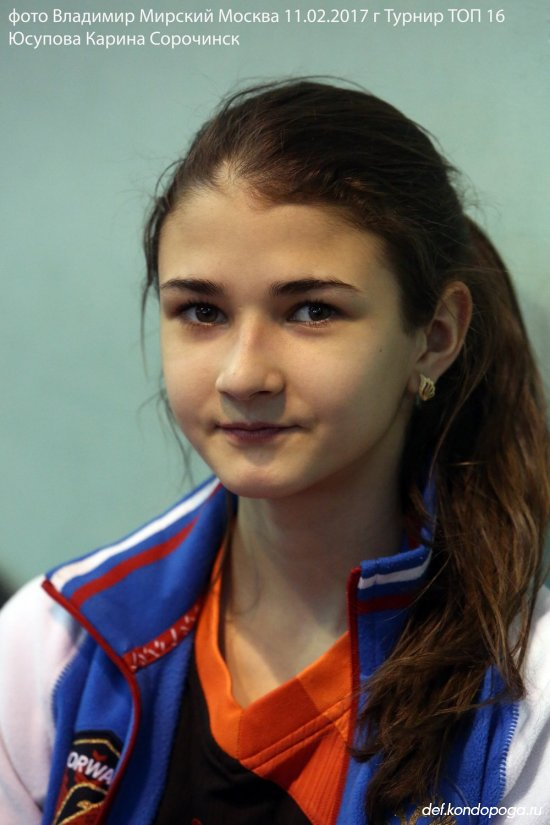 фото Владимир Мирский Москва 11.02.2017 г Турнир ТОП 16
Юсупова Карина Сорочинск
def.kondopoga.ru